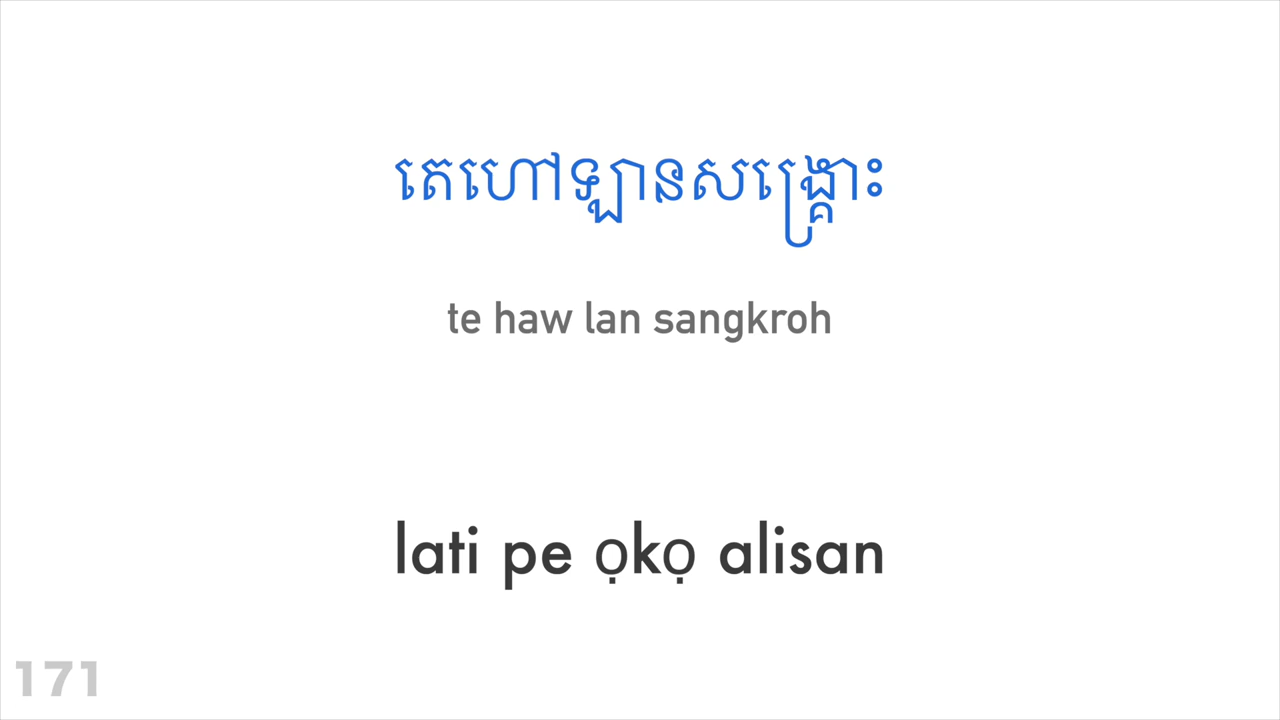 តេហៅឡានសង្គ្រោះ
te haw lan sangkroh
lati pe ọkọ alisan
171